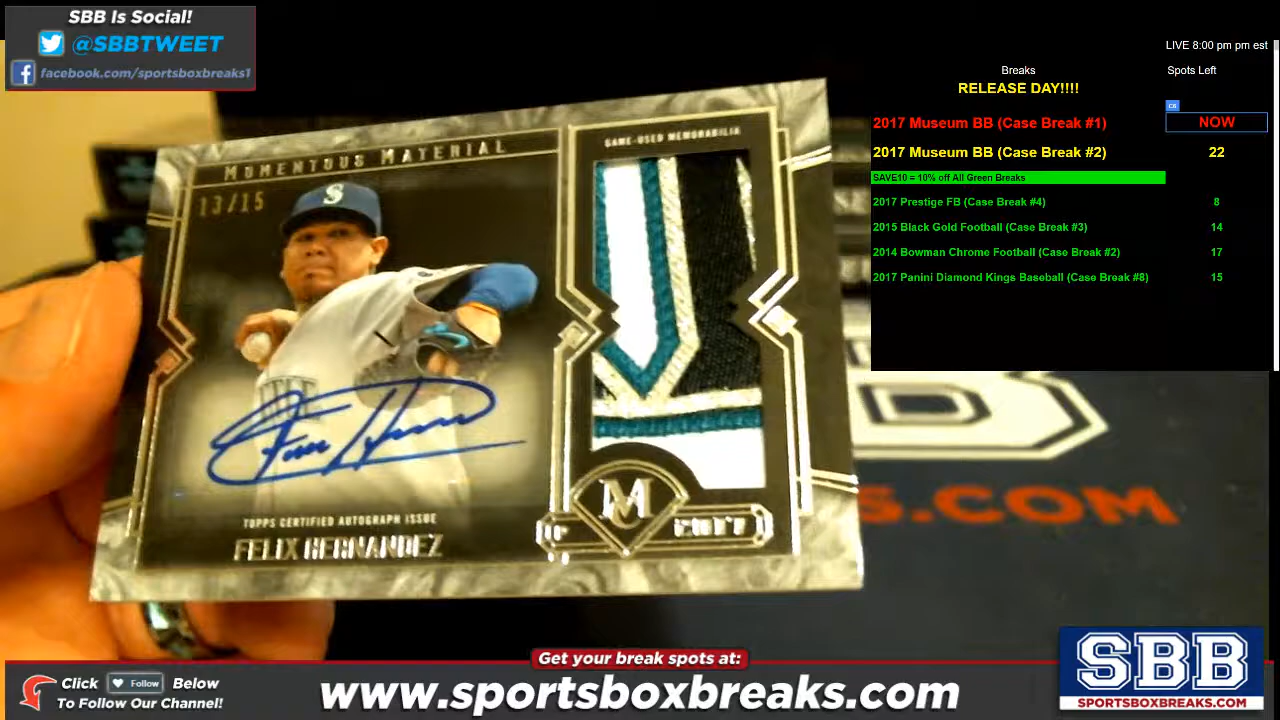 SBB Is Social!
@SBBTWEET
facebook.com/sportsboxbreaks1
LIVE 8:00 pm pm est
Breaks
Spots Left
RELEASE DAY!!!!
2017 Museum BB (Case Break #1)
NOW
2017 Museum BB (Case Break #2)
22
SAVE10 = 10% off All Green Breaks
2017 Prestige FB (Case Break #4)
8
2015 Black Gold Football (Case Break #3)
14
2014 Bowman Chrome Football (Case Break #2)
17
2017 Panini Diamond Kings Baseball (Case Break #8)
15
MOMENTOUS MATERIAL
GAME-USED MEMORABILIA
13/15
S
TOPPS CERTIFIED AUTOGRAPH ISSUE
FELIX HERNANDEZ
MC
S.COM
Get your break spots at:
Click Follow Below
To Follow Our Channel!
www.sportsboxbreaks.com
SBB
SPORTSBOXBREAKS.COM